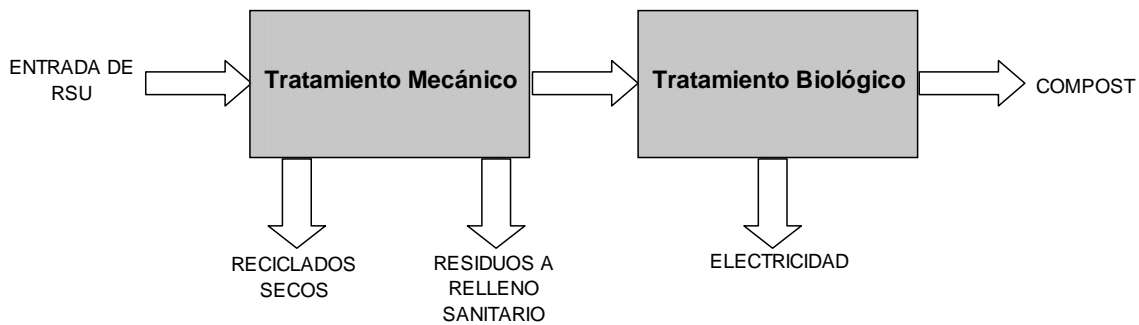 ENTRADA DE
RSU
Tratamiento Mecánico
Tratamiento Biológico
COMPOST
RECICLADOS
SECOS
RESIDUOS A
RELLENO
SANITARIO
ELECTRICIDAD